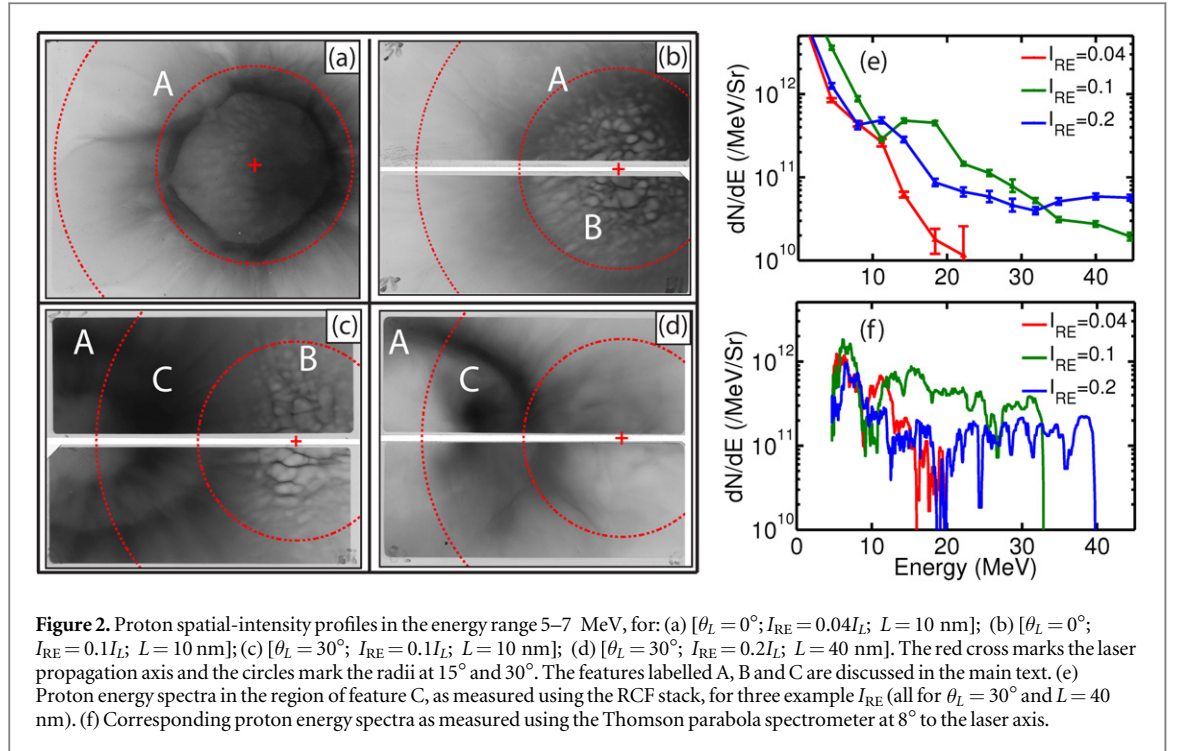 (a)
A
(b)
A
B
(c)
A
C
B
(d)
A
C
(e)
I_RE=0.04
I_RE=0.1
I_RE=0.2
dN/dE (/MeV/Sr)
10^12
10^11
10^10
10 20 30 40
(f)
I_RE=0.04
I_RE=0.1
I_RE=0.2
dN/dE (/MeV/Sr)
10^12
10^11
10^10
0 10 20 30 40
Energy (MeV)
Figure 2. Proton spatial-intensity profiles in the energy range 5–7 MeV, for: (a) [θ_L = 0°; I_RE = 0.04I_L; L = 10 nm]; (b) [θ_L = 0°;
I_RE = 0.1I_L; L = 10 nm]; (c) [θ_L = 30°; I_RE = 0.1I_L; L = 10 nm]; (d) [θ_L = 30°; I_RE = 0.2I_L; L = 40 nm]. The red cross marks the laser
propagation axis and the circles mark the radii at 15° and 30°. The features labelled A, B and C are discussed in the main text. (e)
Proton energy spectra in the region of feature C, as measured using the RCF stack, for three example I_RE (all for θ_L = 30° and L = 40
nm). (f) Corresponding proton energy spectra as measured using the Thomson parabola spectrometer at 8° to the laser axis.